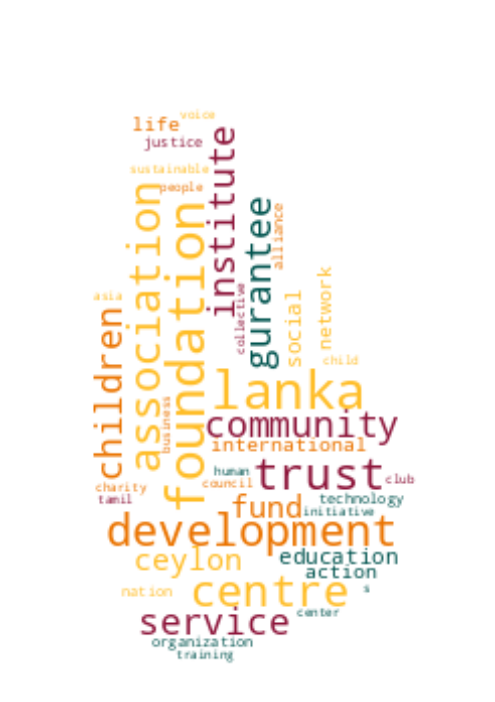 voice
life
justice
institute
sustainable
people
association
foundation
gurantee
alliance
collective
social
network
asia
children
business
child
lanka
community
international
human
trust
club
charity
council
tamil
technology
fund
initiative
development
education
ceylon
action
nation
centre
s
center
service
organization
training